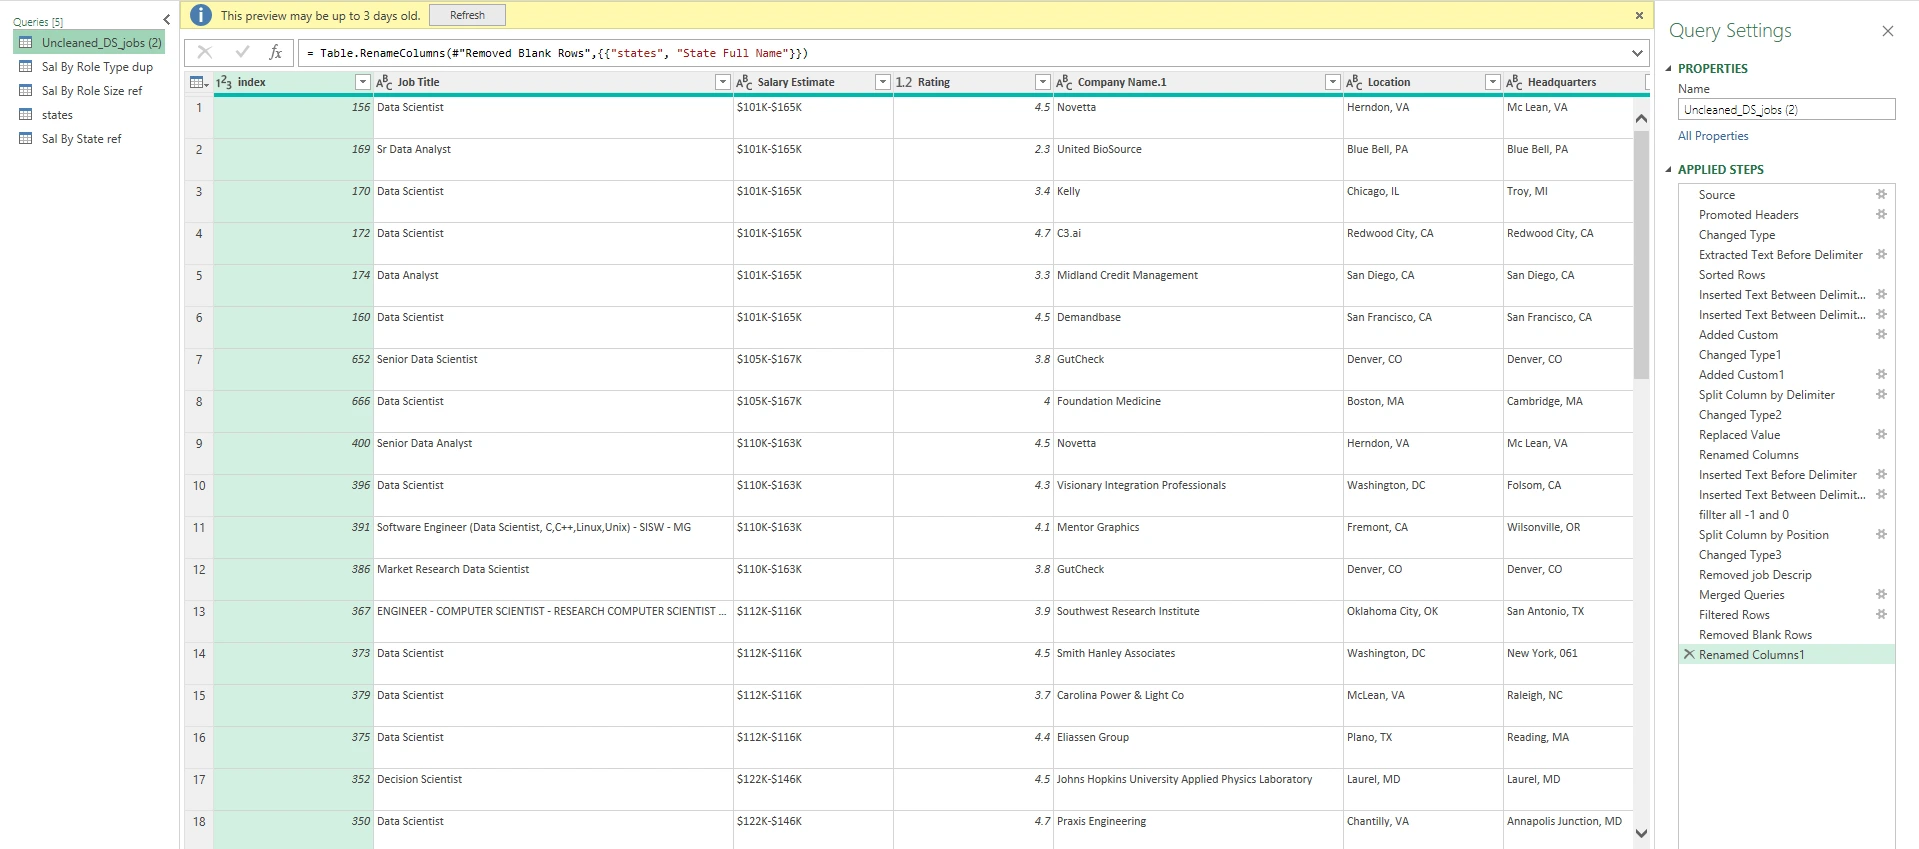 Queries [5]
Uncleaned_DS_jobs (2)
Sal By Role Type dup
Sal By Role Size ref
states
Sal By State ref
This preview may be up to 3 days old. Refresh
fx = Table.RenameColumns(#"Removed Blank Rows",{{"states", "State Full Name"}})
1 2 3 index ABC Job Title ABC Salary Estimate 1.2 Rating ABC Company Name.1 ABC Location ABC Headquarters
1 156 Data Scientist $101K-$165K 4.5 Novetta Herndon, VA Mc Lean, VA
2 169 Sr Data Analyst $101K-$165K 2.3 United BioSource Blue Bell, PA Blue Bell, PA
3 170 Data Scientist $101K-$165K 3.4 Kelly Chicago, IL Troy, MI
4 172 Data Scientist $101K-$165K 4.7 C3.ai Redwood City, CA Redwood City, CA
5 174 Data Analyst $101K-$165K 3.3 Midland Credit Management San Diego, CA San Diego, CA
6 160 Data Scientist $101K-$165K 4.5 Demandbase San Francisco, CA San Francisco, CA
7 652 Senior Data Scientist $105K-$167K 3.8 GutCheck Denver, CO Denver, CO
8 666 Data Scientist $105K-$167K 4 Foundation Medicine Boston, MA Cambridge, MA
9 400 Senior Data Analyst $110K-$163K 4.5 Novetta Herndon, VA Mc Lean, VA
10 396 Data Scientist $110K-$163K 4.3 Visionary Integration Professionals Washington, DC Folsom, CA
11 391 Software Engineer (Data Scientist, C,C++,Linux,Unix) - SISW - MG $110K-$163K 4.1 Mentor Graphics Fremont, CA Wilsonville, OR
12 386 Market Research Data Scientist $110K-$163K 3.8 GutCheck Denver, CO Denver, CO
13 367 ENGINEER - COMPUTER SCIENTIST - RESEARCH COMPUTER SCIENTIST ... $112K-$116K 3.9 Southwest Research Institute Oklahoma City, OK San Antonio, TX
14 373 Data Scientist $112K-$116K 4.5 Smith Hanley Associates Washington, DC New York, 061
15 379 Data Scientist $112K-$116K 3.7 Carolina Power & Light Co McLean, VA Raleigh, NC
16 375 Data Scientist $112K-$116K 4.4 Eliassen Group Plano, TX Reading, MA
17 352 Decision Scientist $122K-$146K 4.5 Johns Hopkins University Applied Physics Laboratory Laurel, MD Laurel, MD
18 350 Data Scientist $122K-$146K 4.7 Praxis Engineering Chantilly, VA Annapolis Junction, MD
Query Settings
PROPERTIES
Name
Uncleaned_DS_jobs (2)
All Properties
APPLIED STEPS
Source
Promoted Headers
Changed Type
Extracted Text Before Delimiter
Sorted Rows
Inserted Text Between Delimit...
Inserted Text Between Delimit...
Added Custom
Changed Type1
Added Custom1
Split Column by Delimiter
Changed Type2
Replaced Value
Renamed Columns
Inserted Text Before Delimiter
Inserted Text Between Delimit...
fillter all -1 and 0
Split Column by Position
Changed Type3
Removed job Descrip
Merged Queries
Filtered Rows
Removed Blank Rows
Renamed Columns1